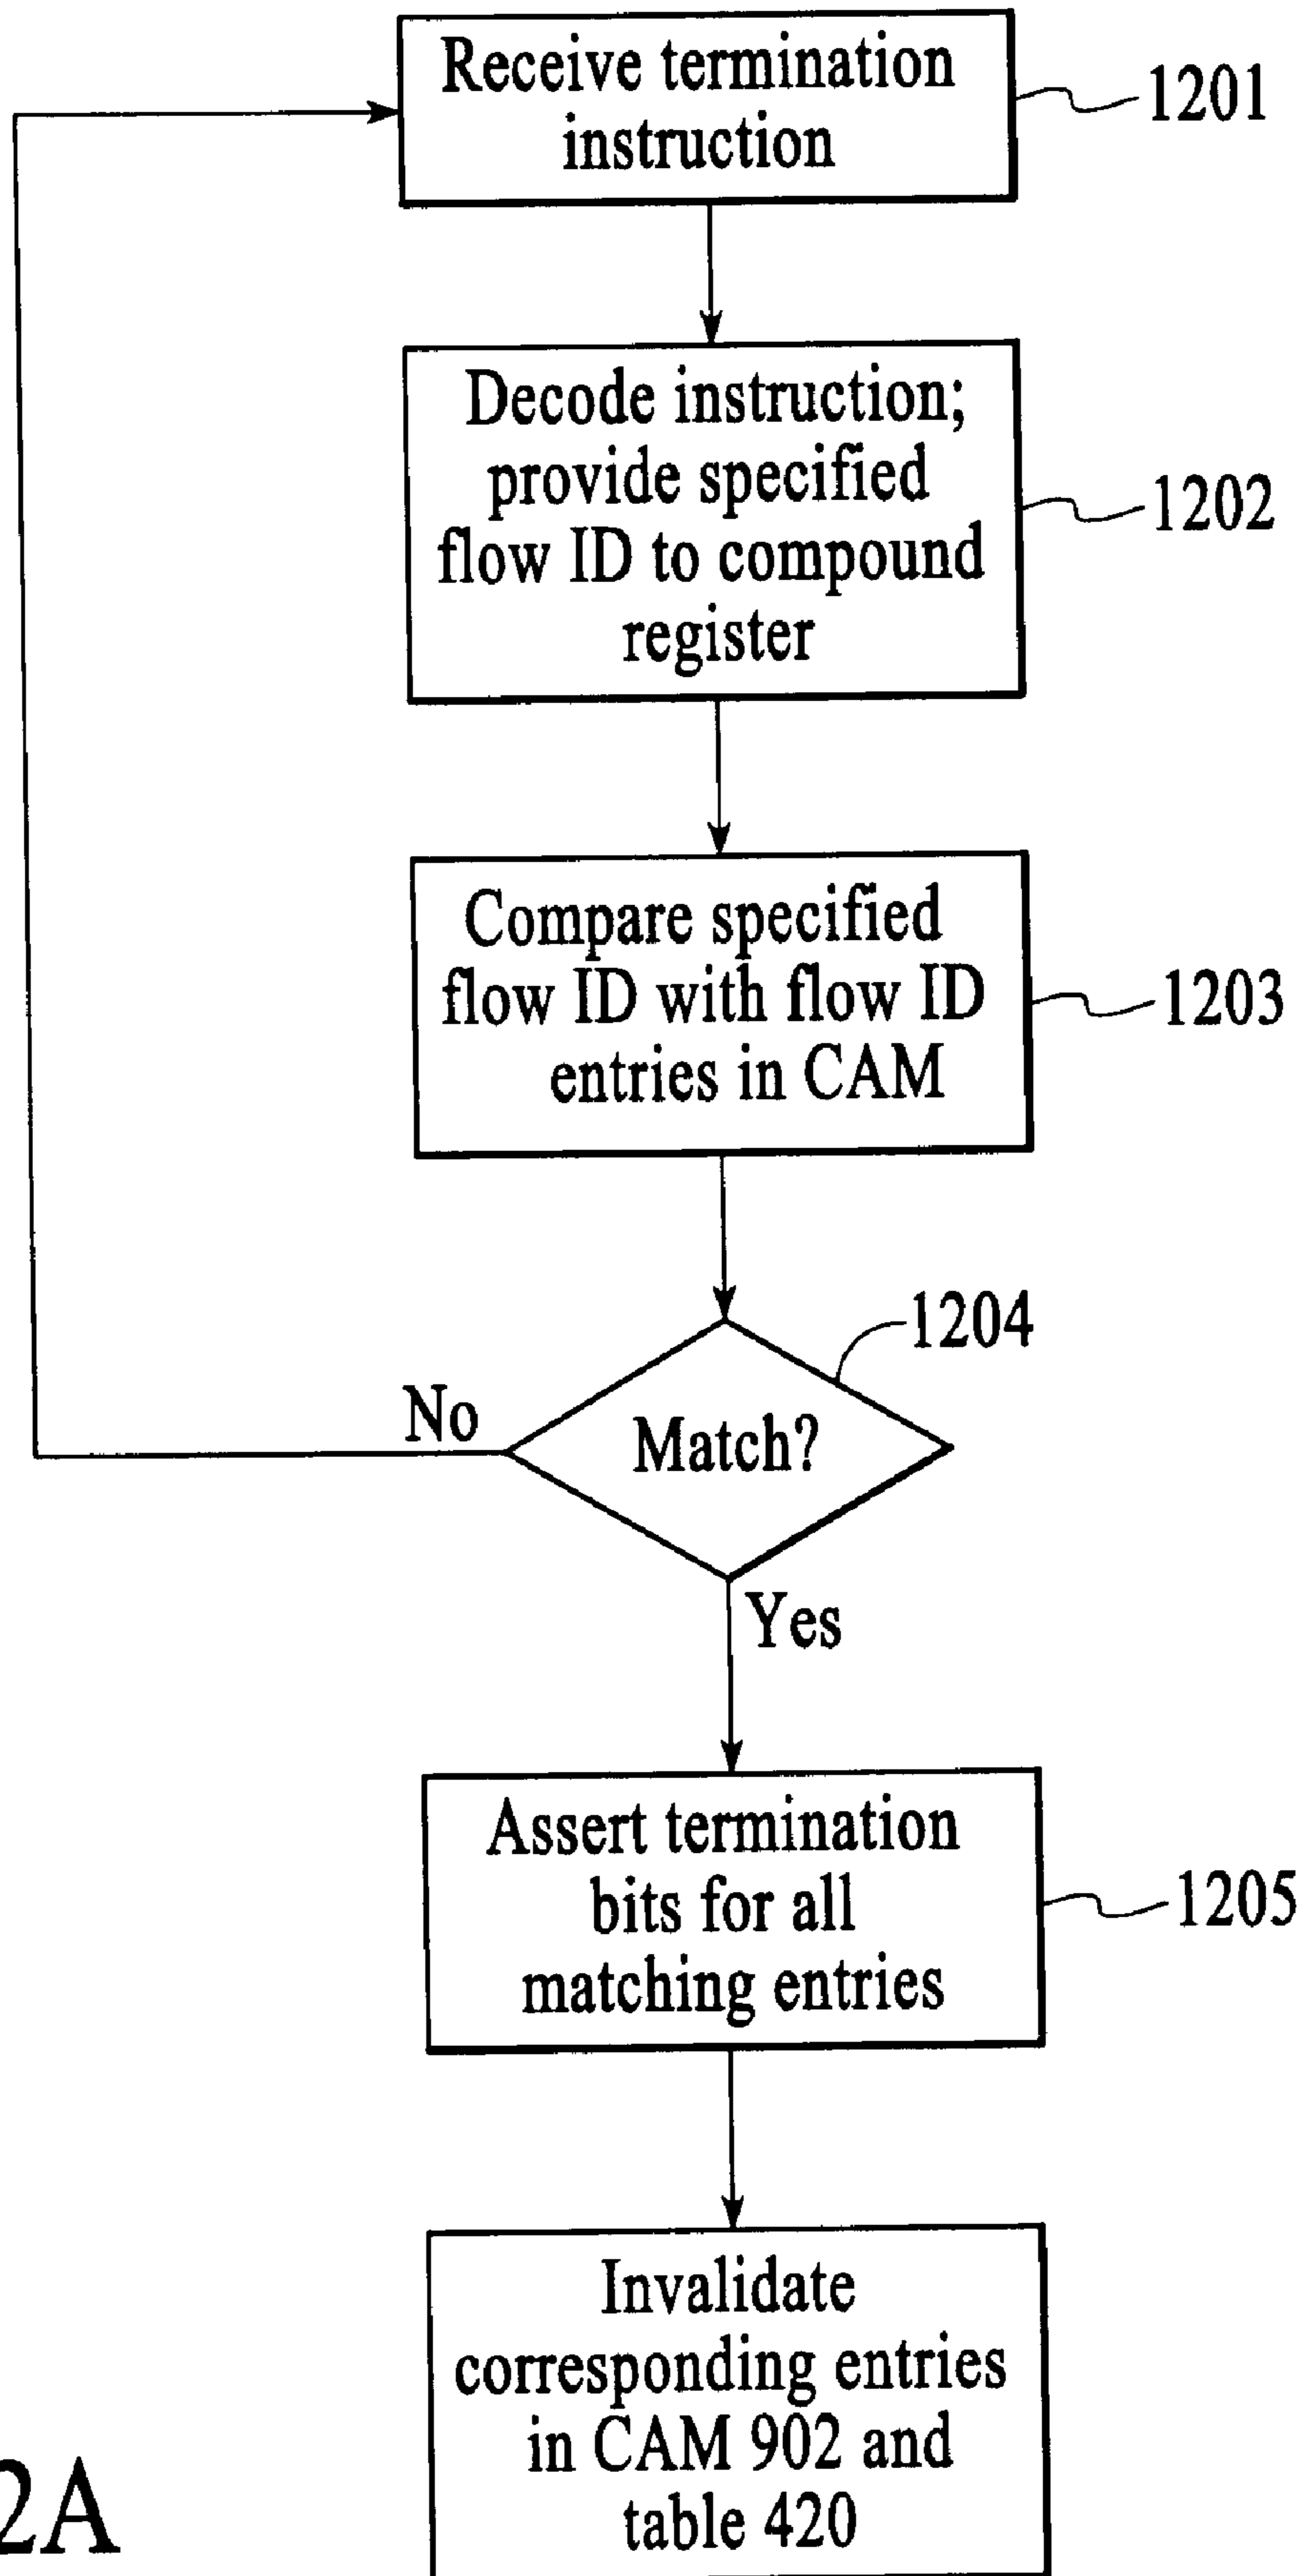 Receive termination
instruction
1201
Decode instruction;
provide specified
flow ID to compound
register
1202
Compare specified
flow ID with flow ID
entries in CAM
1203
1204
Match?
No
Yes
Assert termination
bits for all
matching entries
1205
Invalidate
corresponding entries
in CAM 902 and
table 420
2A